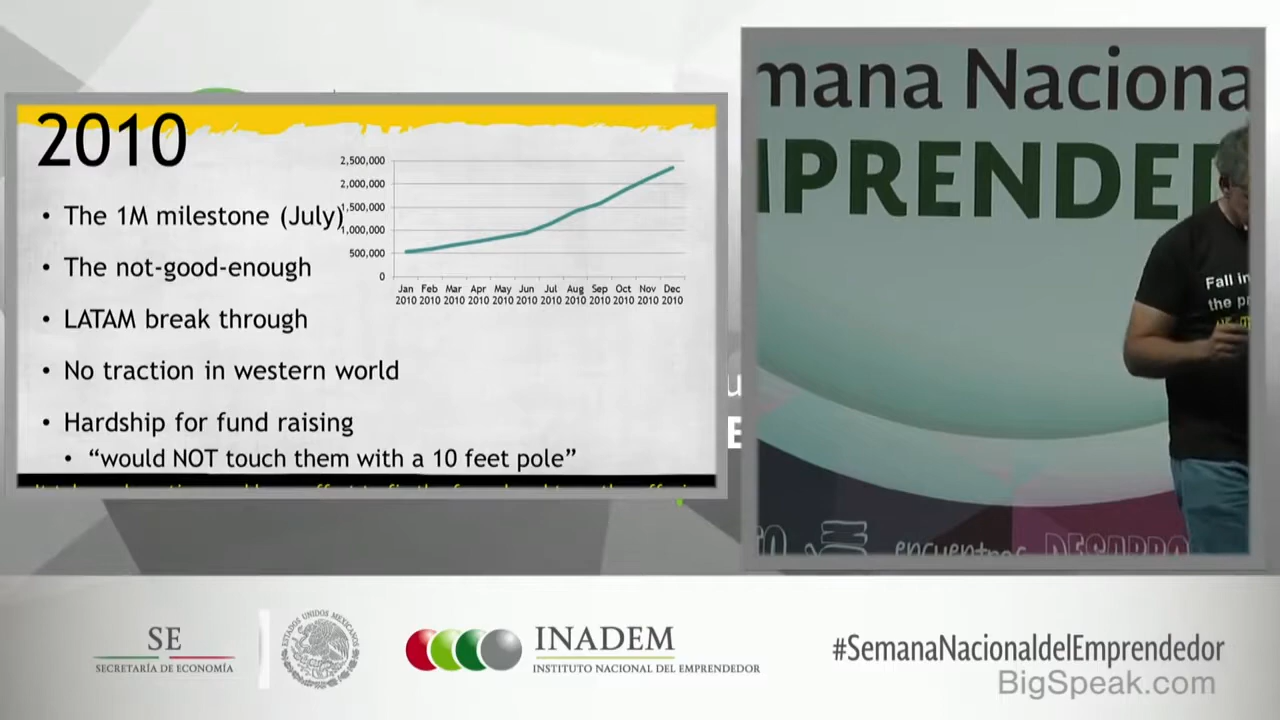 2010
• The 1M milestone (July)
• The not-good-enough
• LATAM break through
• No traction in western world
• Hardship for fund raising
• “would NOT touch them with a 10 feet pole”
2,500,000
2,000,000
1,500,000
1,000,000
500,000
0
Jan Feb Mar Apr May Jun Jul Aug Sep Oct Nov Dec
2010 2010 2010 2010 2010 2010 2010 2010 2010 2010 2010 2010
mana Naciona
MPRENDE
Fall in
the pr
encuentros DESARRO
SE
SECRETARÍA DE ECONOMÍA
ESTADOS UNIDOS MEXICANOS
INADEM
INSTITUTO NACIONAL DEL EMPRENDEDOR
#SemanaNacionaldelEmprendedor
BigSpeak.com